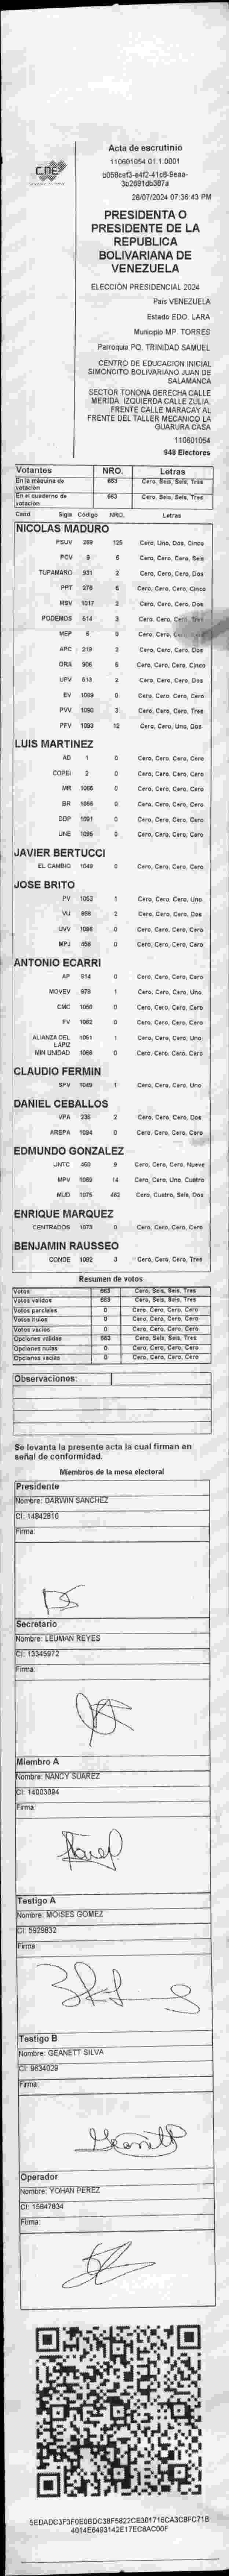 CNE
Acta de escrutinio
110601054.01.1.0001
b058cef3-e4f2-41c6-9eaa-
3b2691db387d
28/07/2024 07:36:43 PM
PRESIDENTA O
PRESIDENTE DE LA
REPUBLICA
BOLIVARIANA DE
VENEZUELA
ELECCIÓN PRESIDENCIAL 2024
País VENEZUELA
Estado EDO. LARA
Municipio MP. TORRES
Parroquia PQ. TRINIDAD SAMUEL
CENTRO DE EDUCACION INICIAL
SIMONCITO BOLIVARIANO JUAN DE
SALAMANCA
SECTOR TONONA DERECHA CALLE
MERIDA. IZQUIERDA CALLE ZULIA.
FRENTE CALLE MARACAY AL
FRENTE DEL TALLER MECANICO LA
GUARURA CASA
110601054
948 Electores
Votantes NRO. Letras
En la máquina de votación 663 Cero, Seis, Seis, Tres
En el cuaderno de votación 663 Cero, Seis, Seis, Tres
Cand Sigla Código NRO. Letras
NICOLAS MADURO
PSUV 269 125 Cero, Uno, Dos, Cinco
PCV 9 6 Cero, Cero, Cero, Seis
TUPAMARO 931 2 Cero, Cero, Cero, Dos
PPT 276 5 Cero, Cero, Cero, Cinco
MSV 1017 2 Cero, Cero, Cero, Dos
PODEMOS 614 3 Cero, Cero, Cero, Tres
MEP 5 0 Cero, Cero,
APC 219 2 Cero, Cero, Cero, Dos
ORA 906 5 Cero, Cero, Cero, Cinco
UPV 613 2 Cero, Cero, Cero, Dos
EV 1089 0 Cero, Cero, Cero, Cero
PVV 1090 3 Cero, Cero, Cero, Tres
PFV 1093 12 Cero, Cero, Uno, Dos
LUIS MARTINEZ
AD 1 0 Cero, Cero, Cero, Cero
COPEI 2 0 Cero, Cero, Cero, Cero
MR 1065 0 Cero, Cero, Cero, Cero
BR 1066 0 Cero, Cero, Cero, Cero
DDP 1091 0 Cero, Cero, Cero, Cero
UNE 1096 0 Cero, Cero, Cero, Cero
JAVIER BERTUCCI
EL CAMBIO 1048 0 Cero, Cero, Cero, Cero
JOSE BRITO
PV 1053 1 Cero, Cero, Cero, Uno
VU 868 2 Cero, Cero, Cero, Dos
UVV 1098 0 Cero, Cero, Cero, Cero
MPJ 458 0 Cero, Cero, Cero, Cero
ANTONIO ECARRI
AP 814 0 Cero, Cero, Cero, Cero
MOVEV 978 1 Cero, Cero, Cero, Uno
CMC 1050 0 Cero, Cero, Cero, Cero
FV 1082 0 Cero, Cero, Cero, Cero
ALIANZA DEL LÁPIZ 1051 1 Cero, Cero, Cero, Uno
MIN UNIDAD 1088 0 Cero, Cero, Cero, Cero
CLAUDIO FERMIN
SPV 1049 1 Cero, Cero, Cero, Uno
DANIEL CEBALLOS
VPA 236 2 Cero, Cero, Cero, Dos
AREPA 1094 0 Cero, Cero, Cero, Cero
EDMUNDO GONZALEZ
UNTC 460 9 Cero, Cero, Cero, Nueve
MPV 1069 14 Cero, Cero, Uno, Cuatro
MUD 1075 462 Cero, Cuatro, Seis, Dos
ENRIQUE MARQUEZ
CENTRADOS 1073 0 Cero, Cero, Cero, Cero
BENJAMIN RAUSSEO
CONDE 1092 3 Cero, Cero, Cero, Tres
Resumen de votos
Votos 663 Cero, Seis, Seis, Tres
Votos válidos 663 Cero, Seis, Seis, Tres
Votos parciales 0 Cero, Cero, Cero, Cero
Votos nulos 0 Cero, Cero, Cero, Cero
Votos vacíos 0 Cero, Cero, Cero, Cero
Opciones válidas 663 Cero, Seis, Seis, Tres
Opciones nulas 0 Cero, Cero, Cero, Cero
Opciones vacías 0 Cero, Cero, Cero, Cero
Observaciones:
Se levanta la presente acta la cual firman en
señal de conformidad.
Miembros de la mesa electoral
Presidente
Nombre: DARWIN SANCHEZ
CI: 14842810
Firma:
Secretario
Nombre: LEUMAN REYES
CI: 13345972
Firma:
Miembro A
Nombre: NANCY SUAREZ
CI: 14003094
Firma:
Testigo A
Nombre: MOISES GOMEZ
CI: 5929832
Firma:
Testigo B
Nombre: GEANETT SILVA
CI: 9634029
Firma:
Geanett
Operador
Nombre: YOHAN PEREZ
CI: 15847834
Firma:
5EDADC3F3F0E0BDC38F5822CE301716CA3C8FC71B
4014E6493142E17EC8AC00F